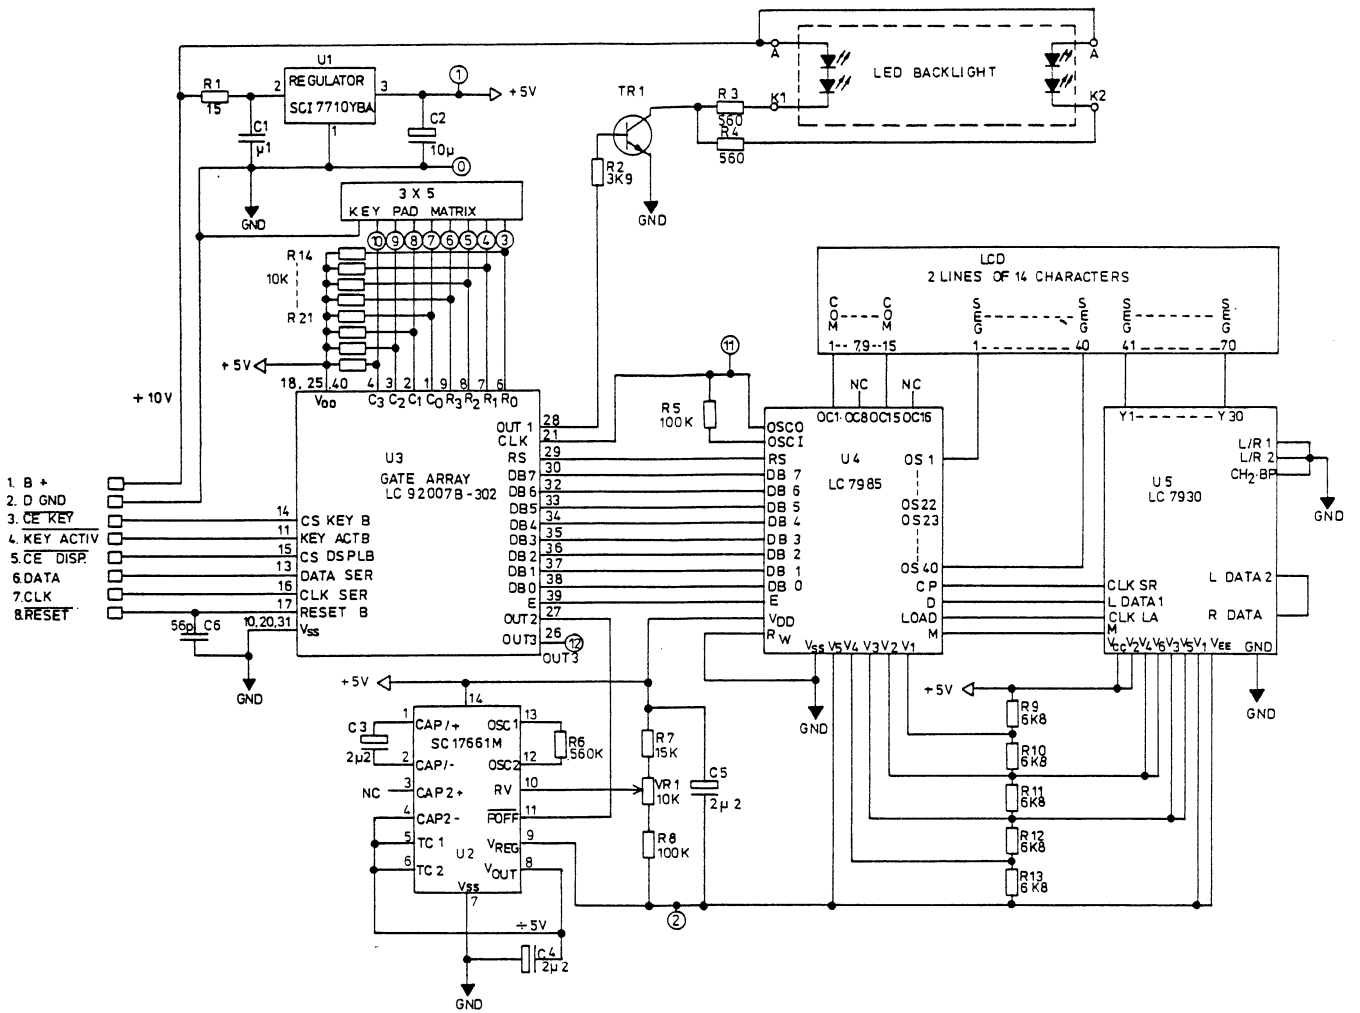 U1
REGULATOR
SCI 7710YBA
R1
15
2
3
1
1
+5V
C1
µ1
C2
10µ
0
GND
TR1
R2
3K9
GND
R3
560
R4
560
K1
A
LED BACKLIGHT
A
K2
3 X 5
KEY PAD MATRIX
10 9 8 7 6 5 4 3
R14
10K
R21
+5V
+10V
18, 25, 40
4 3 2 1 9 8 7 6
VDD C3 C2 C1 C0 R3 R2 R1 R0
U3
GATE ARRAY
LC 92007B-302
1. B +
2. D GND
3. CE KEY
4. KEY ACTIV
5. CE DISP.
6. DATA
7. CLK
8. RESET
14 CS KEY B
11 KEY ACTB
15 CS DSPLB
13 DATA SER
16 CLK SER
17 RESET B
10,20,31
VSS
56p C6
GND
OUT 1 28
CLK 21
RS 29
DB7 30
DB6 32
DB5 33
DB4 34
DB3 35
DB2 36
DB1 37
DB0 38
E 39
OUT2 27
OUT3 26
12
OUT3
11
R5
100K
LCD
2 LINES OF 14 CHARACTERS
COM COM SEG SEG SEG SEG
1-- 7,9--15 1 40 41 70
NC NC
OC1 OC8 OC15 OC16
OSCO
OSCI
RS
DB 7
DB 6
DB 5
DB 4
DB 3
DB 2
DB 1
DB 0
E
VDD
R W
U4
LC 7985
OS 1
OS22
OS23
OS40
CP
D
LOAD
M
VSS V5 V4 V3 V2 V1
GND
Y1 Y30
U5
LC 7930
L/R 1
L/R 2
CH2·BP
GND
CLK SR
L DATA1
CLK LA
M
L DATA2
R DATA
VCC V2 V4 V6 V3 V5 V1 VEE GND
GND
+5V
R9
6K8
R10
6K8
R11
6K8
R12
6K8
R13
6K8
+5V
14
C3
2µ2
1 CAP/+
2 CAP/-
NC 3 CAP2+
4 CAP2-
5 TC1
6 TC2
SC17661M
U2
OSC1 13
OSC2 12
RV 10
POFF 11
VREG 9
VOUT 8
VSS
7
R6
560K
R7
15K
VR1
10K
R8
100K
C5
2µ2
2
÷5V
C4
2µ2
GND